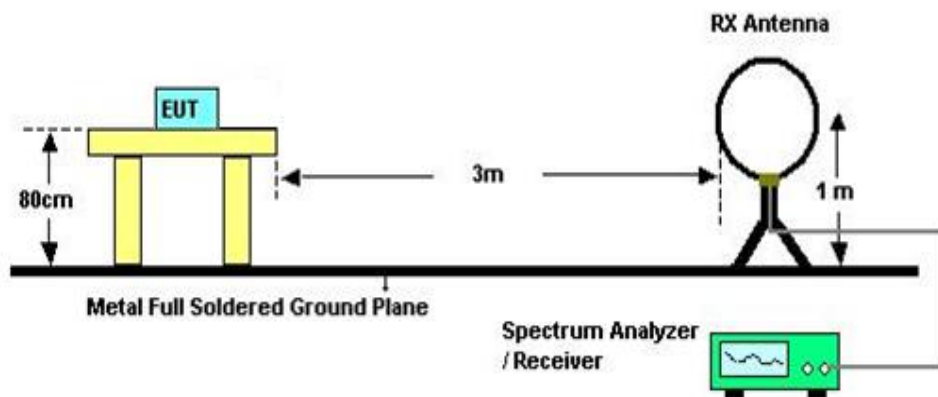 RX Antenna
EUT
3m
80cm
1 m
Metal Full Soldered Ground Plane
Spectrum Analyzer
/ Receiver